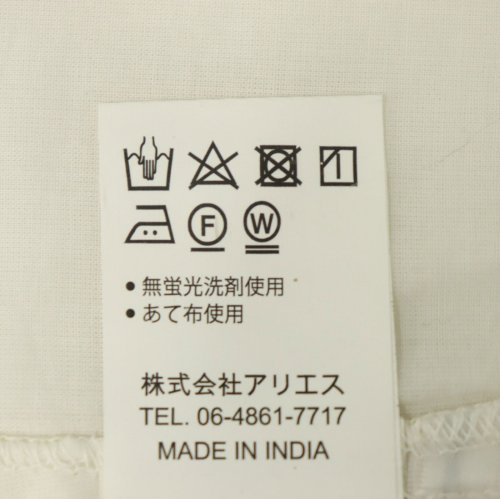 F W
• 無蛍光洗剤使用
• あて布使用
株式会社アリエス
TEL. 06-4861-7717
MADE IN INDIA